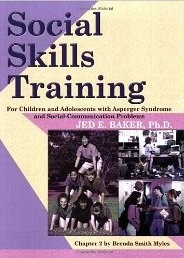 Social
Skills
Training
For Children and Adolescents with Asperger Syndrome
and Social-Communication Problems
JED E. BAKER, Ph.D.
Chapter 2 by Brenda Smith Myles